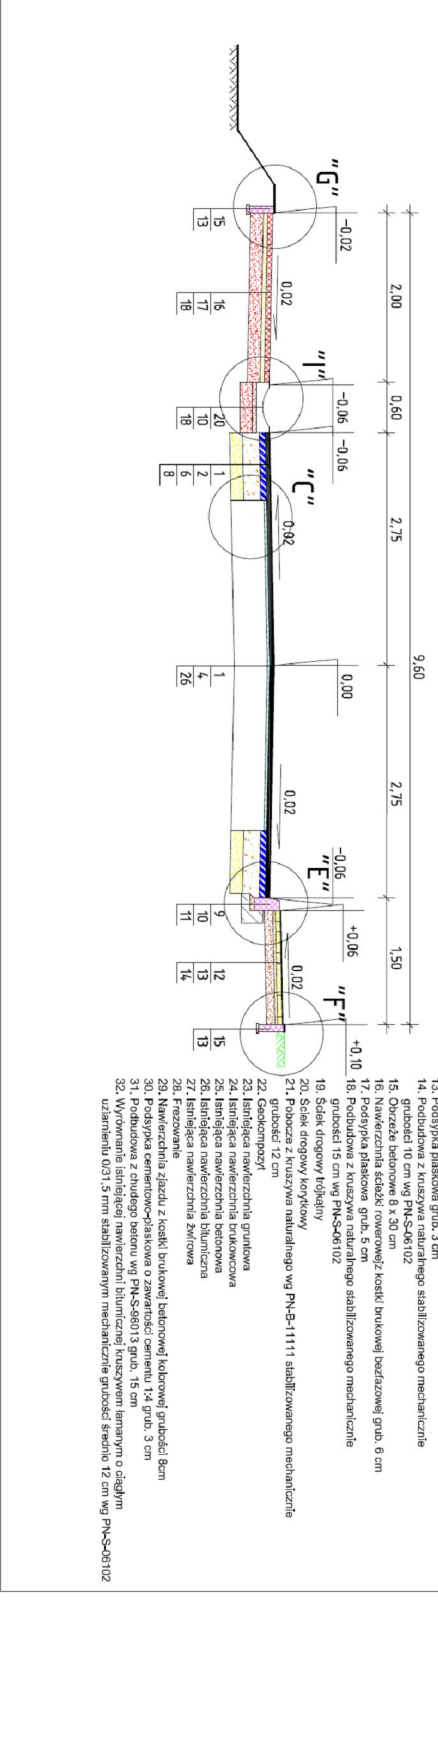 9,60
2,00
0,60
2,75
2,75
1,50
-0,02
-0,06
-0,06
0,00
-0,06
+0,06
+0,10
"G"
"I"
"C"
"E"
"F"
0,02
0,02
0,02
0,02
15
13
16
17
18
20
10
18
1
2
6
8
1
4
26
9
10
11
12
13
14
15
13
13. Podsypka piaskowa grub. 3 cm
14. Podbudowa z kruszywa naturalnego stabilizowanego mechanicznie
grubości 10 cm wg PN-S-06102
15. Obrzeże betonowe 8 x 30 cm
16. Nawierzchnia ścieżki rowerowej z kostki brukowej bezfazowej grub. 6 cm
17. Podsypka piaskowa grub. 5 cm
18. Podbudowa z kruszywa naturalnego stabilizowanego mechanicznie
grubości 15 cm wg PN-S-06102
19. Ściek drogowy trójkątny
20. Ściek drogowy korytkowy
21. Pobocze z kruszywa naturalnego wg PN-B-11111 stabilizowanego mechanicznie
grubości 12 cm
22. Geokompozyt
23. Istniejąca nawierzchnia gruntowa
24. Istniejąca nawierzchnia brukowcowa
25. Istniejąca nawierzchnia betonowa
26. Istniejąca nawierzchnia bitumiczna
27. Istniejąca nawierzchnia żwirowa
28. Frezowanie
29. Nawierzchnia zjazdu z kostki brukowej betonowej kolorowej grubości 8cm
30. Podsypka cementowo-piaskowa o zawartości cementu 1:4 grub. 3 cm
31. Podbudowa z chudego betonu wg PN-S-96013 grub. 15 cm
32. Wyrównanie istniejącej nawierzchni bitumicznej kruszywem łamanym o ciągłym
uziarnieniu 0/31,5 mm stabilizowanym mechanicznie grubości średnio 12 cm wg PN-S-06102